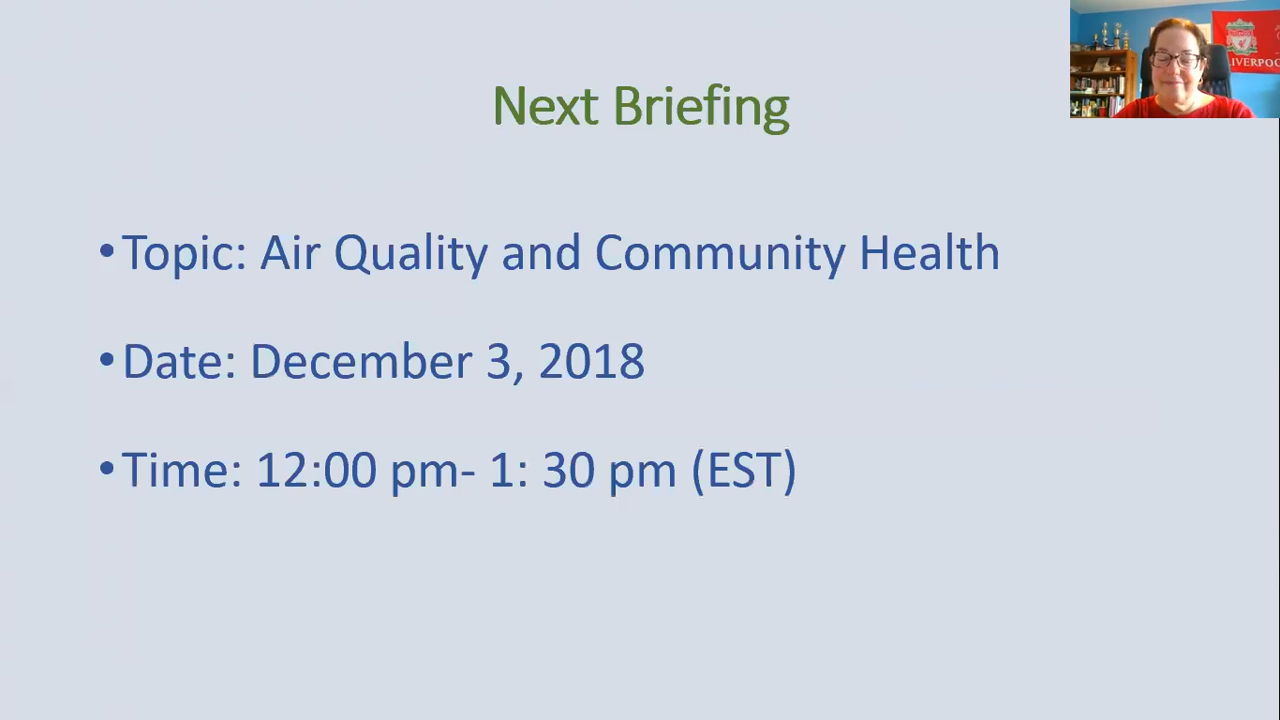 Next Briefing
•Topic: Air Quality and Community Health
•Date: December 3, 2018
•Time: 12:00 pm- 1: 30 pm (EST)
IVERPOO